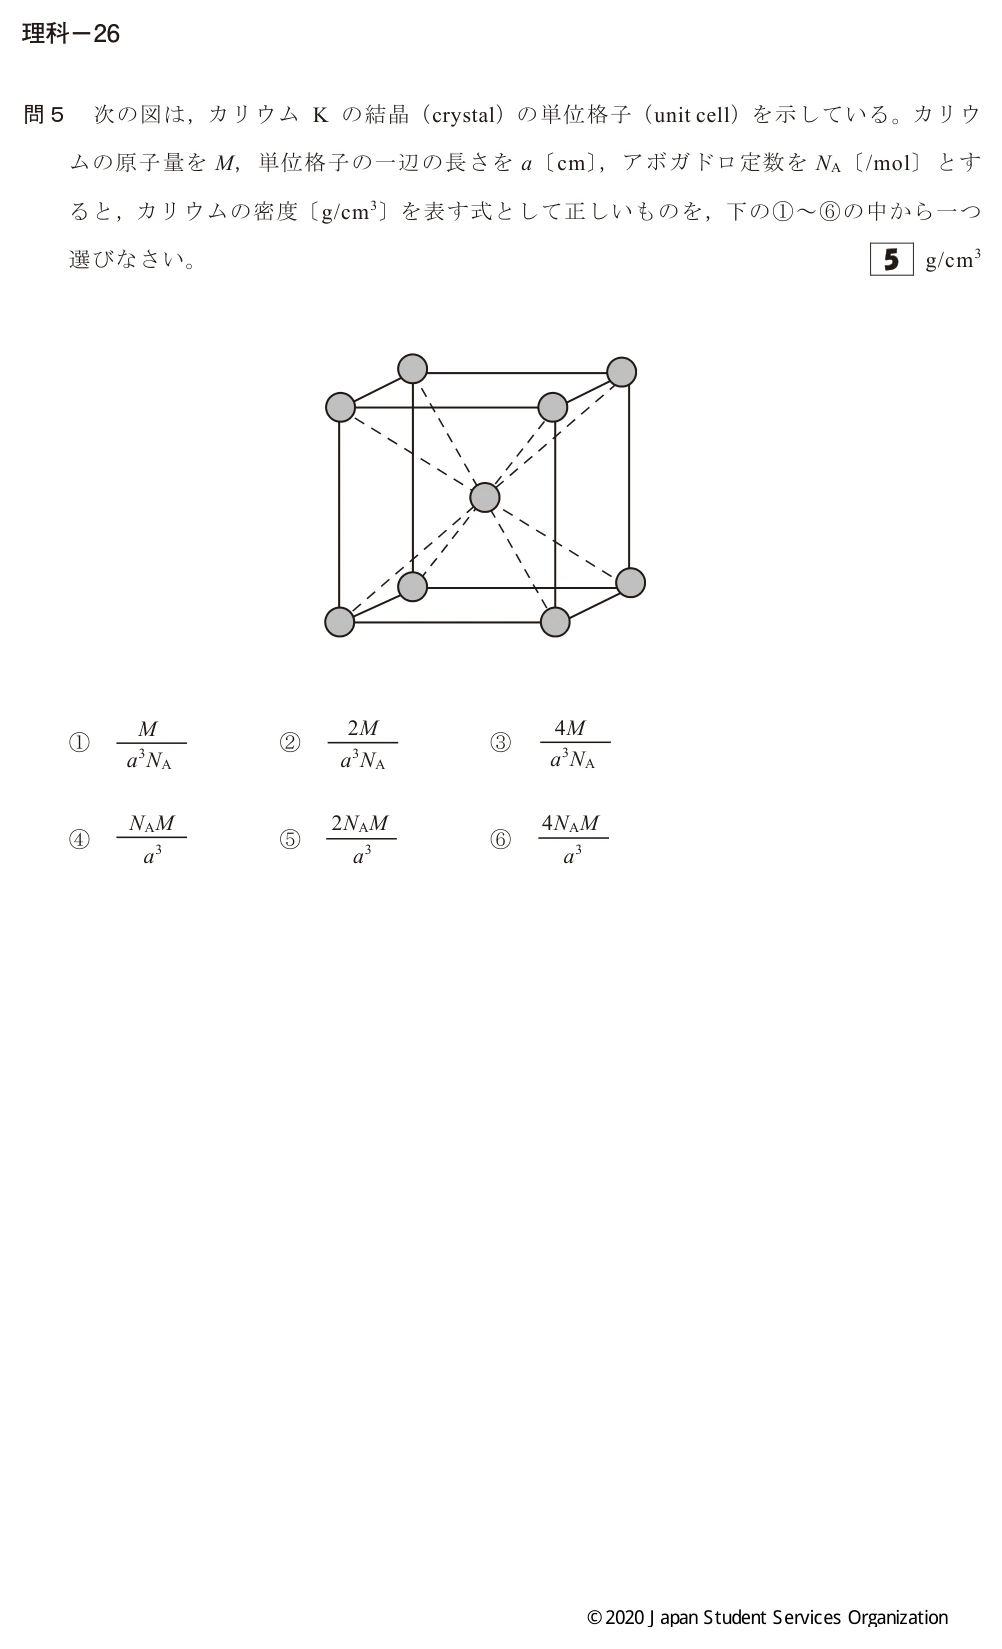 理科－26
問5 次の図は，カリウム K の結晶（crystal）の単位格子（unit cell）を示している。カリウ
ムの原子量を M，単位格子の一辺の長さを a〔cm〕，アボガドロ定数を NA〔/mol〕とす
ると，カリウムの密度〔g/cm³〕を表す式として正しいものを，下の①～⑥の中から一つ
選びなさい。 5 g/cm³
① M/a³NA ② 2M/a³NA ③ 4M/a³NA
④ NAM/a³ ⑤ 2NAM/a³ ⑥ 4NAM/a³
© 2020 Japan Student Services Organization